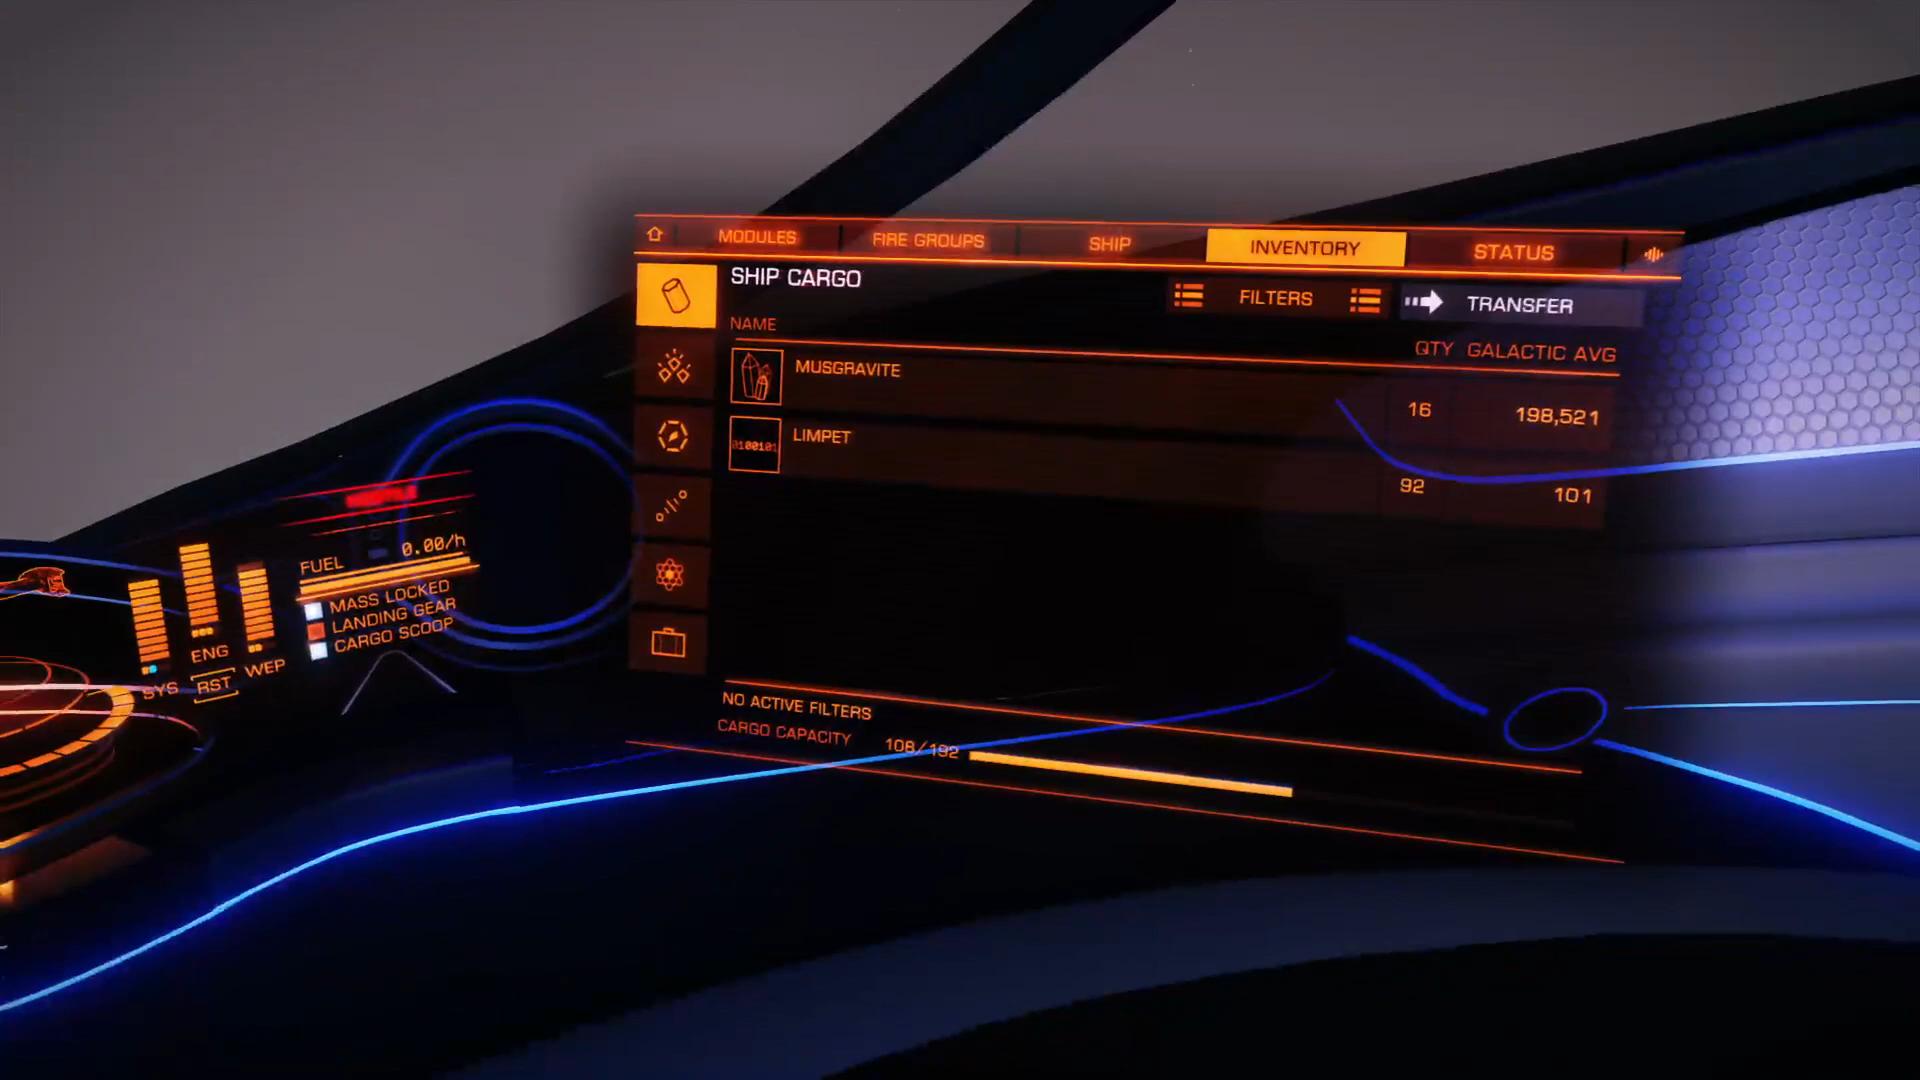 MODULES FIRE GROUPS SHIP INVENTORY STATUS
SHIP CARGO
FILTERS TRANSFER
NAME QTY GALACTIC AVG
MUSGRAVITE 16 198,521
0100101
LIMPET 92 101
NO ACTIVE FILTERS
CARGO CAPACITY 108/192
FUEL 0.00/h
MASS LOCKED
LANDING GEAR
CARGO SCOOP
SYS ENG WEP
RST